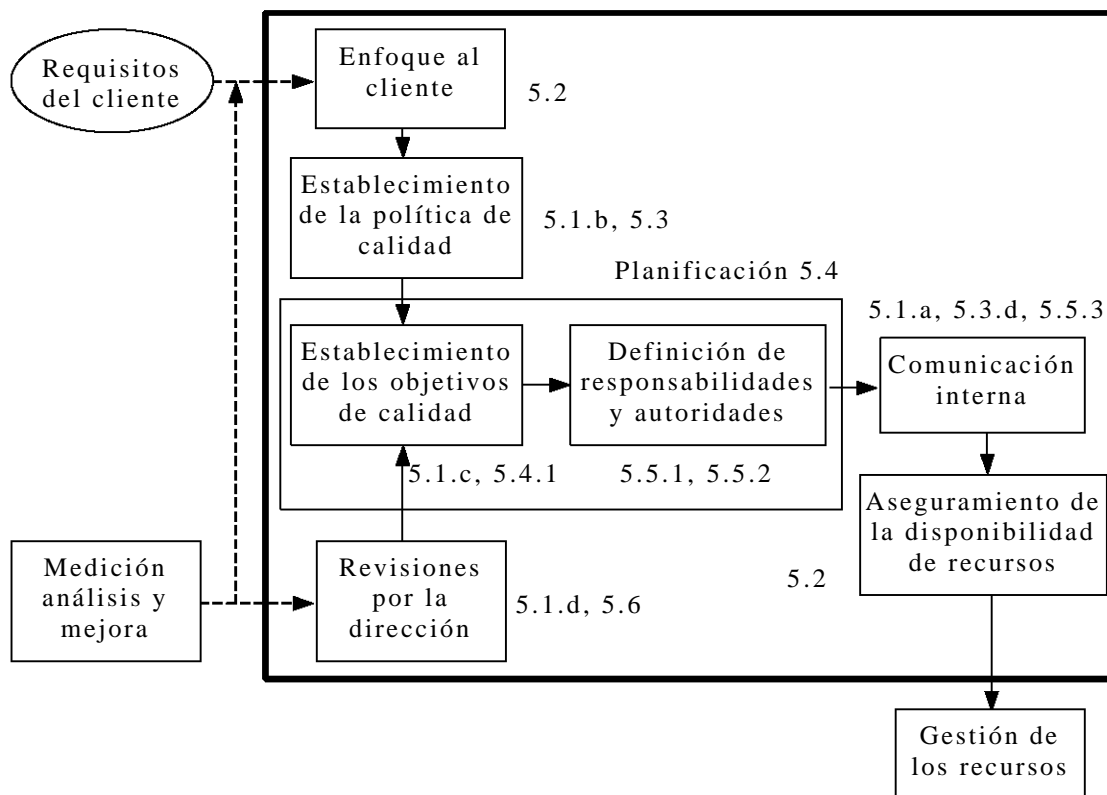 Requisitos
del cliente
Enfoque al
cliente
5.2
Establecimiento
de la política de
calidad
5.1.b, 5.3
Planificación 5.4
Establecimiento
de los objetivos
de calidad
5.1.c, 5.4.1
Definición de
responsabilidades
y autoridades
5.5.1, 5.5.2
5.1.a, 5.3.d, 5.5.3
Comunicación
interna
Aseguramiento de
la disponibilidad
de recursos
5.2
Medición
análisis y
mejora
Revisiones
por la
dirección
5.1.d, 5.6
Gestión de
los recursos